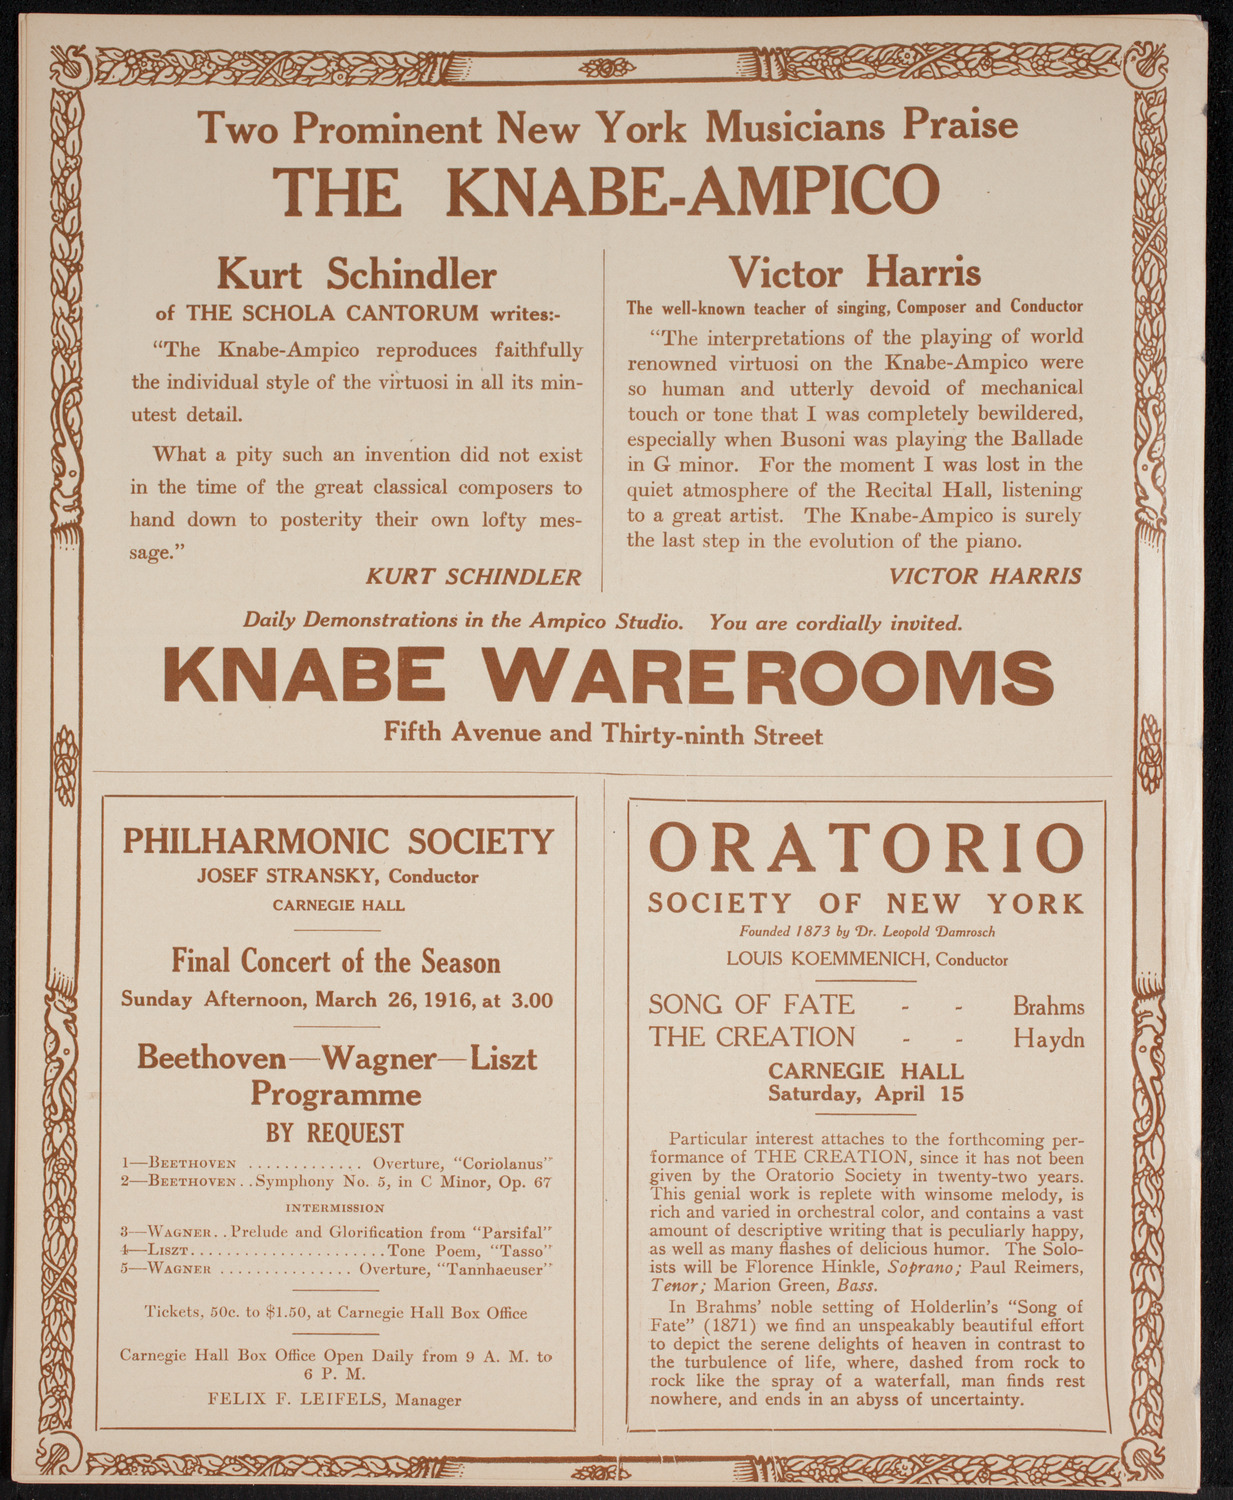 Two Prominent New York Musicians Praise
THE KNABE-AMPICO
Kurt Schindler
of THE SCHOLA CANTORUM writes:-
“The Knabe-Ampico reproduces faithfully
the individual style of the virtuosi in all its min-
utest detail.
What a pity such an invention did not exist
in the time of the great classical composers to
hand down to posterity their own lofty mes-
sage.”
KURT SCHINDLER
Victor Harris
The well-known teacher of singing, Composer and Conductor
“The interpretations of the playing of world
renowned virtuosi on the Knabe-Ampico were
so human and utterly devoid of mechanical
touch or tone that I was completely bewildered,
especially when Busoni was playing the Ballade
in G minor. For the moment I was lost in the
quiet atmosphere of the Recital Hall, listening
to a great artist. The Knabe-Ampico is surely
the last step in the evolution of the piano.
VICTOR HARRIS
Daily Demonstrations in the Ampico Studio. You are cordially invited.
KNABE WAREROOMS
Fifth Avenue and Thirty-ninth Street
PHILHARMONIC SOCIETY
JOSEF STRANSKY, Conductor
CARNEGIE HALL
Final Concert of the Season
Sunday Afternoon, March 26, 1916, at 3.00
Beethoven—Wagner—Liszt
Programme
BY REQUEST
1—BEETHOVEN ............. Overture, “Coriolanus”
2—BEETHOVEN..Symphony No. 5, in C Minor, Op. 67
INTERMISSION
3—WAGNER..Prelude and Glorification from “Parsifal”
4—LISZT......................Tone Poem, “Tasso”
5—WAGNER ............... Overture, “Tannhaeuser”
Tickets, 50c. to $1.50, at Carnegie Hall Box Office
Carnegie Hall Box Office Open Daily from 9 A. M. to
6 P. M.
FELIX F. LEIFELS, Manager
ORATORIO
SOCIETY OF NEW YORK
Founded 1873 by Dr. Leopold Damrosch
LOUIS KOEMMENICH, Conductor
SONG OF FATE - - Brahms
THE CREATION - - Haydn
CARNEGIE HALL
Saturday, April 15
Particular interest attaches to the forthcoming per-
formance of THE CREATION, since it has not been
given by the Oratorio Society in twenty-two years.
This genial work is replete with winsome melody, is
rich and varied in orchestral color, and contains a vast
amount of descriptive writing that is peculiarly happy,
as well as many flashes of delicious humor. The Solo-
ists will be Florence Hinkle, Soprano; Paul Reimers,
Tenor; Marion Green, Bass.
In Brahms’ noble setting of Holderlin’s “Song of
Fate” (1871) we find an unspeakably beautiful effort
to depict the serene delights of heaven in contrast to
the turbulence of life, where, dashed from rock to
rock like the spray of a waterfall, man finds rest
nowhere, and ends in an abyss of uncertainty.